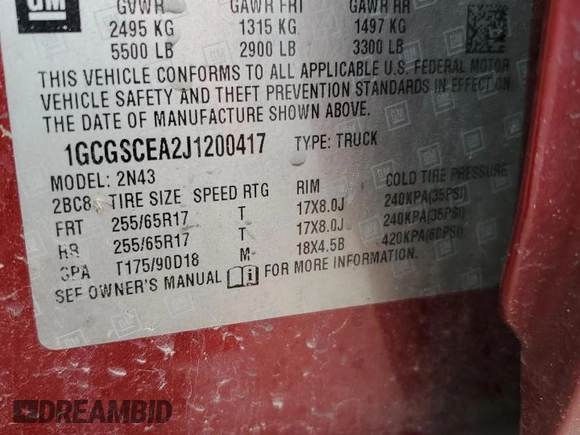 GM
GVWR GAWR FRT GAWR RR
2495 KG 1315 KG 1497 KG
5500 LB 2900 LB 3300 LB
THIS VEHICLE CONFORMS TO ALL APPLICABLE U.S. FEDERAL MOTOR
VEHICLE SAFETY AND THEFT PREVENTION STANDARDS IN EFFECT ON
THE DATE OF MANUFACTURE SHOWN ABOVE.
1GCGSCEA2J1200417 TYPE: TRUCK
MODEL: 2N43
2BC8 TIRE SIZE SPEED RTG RIM COLD TIRE PRESSURE
FRT 255/65R17 T 17X8.0J 240KPA(35PSI)
RR 255/65R17 T 17X8.0J 240KPA(35PSI)
SPA T175/90D18 M 18X4.5B 420KPA(60PSI)
SEE OWNER'S MANUAL FOR MORE INFORMATION.
DREAMBID